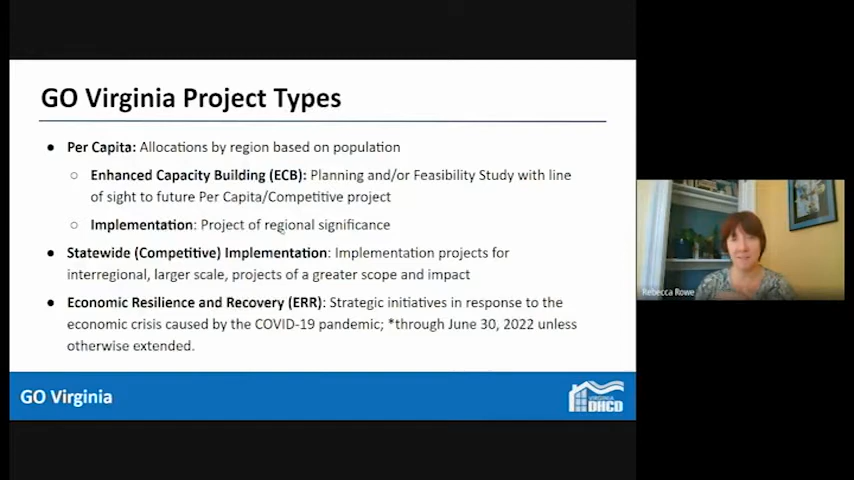 GO Virginia Project Types
● Per Capita: Allocations by region based on population
○ Enhanced Capacity Building (ECB): Planning and/or Feasibility Study with line
of sight to future Per Capita/Competitive project
○ Implementation: Project of regional significance
● Statewide (Competitive) Implementation: Implementation projects for
interregional, larger scale, projects of a greater scope and impact
● Economic Resilience and Recovery (ERR): Strategic initiatives in response to the
economic crisis caused by the COVID-19 pandemic; *through June 30, 2022 unless
otherwise extended.
Rebecca Rowe
GO Virginia
VIRGINIA
DHCD